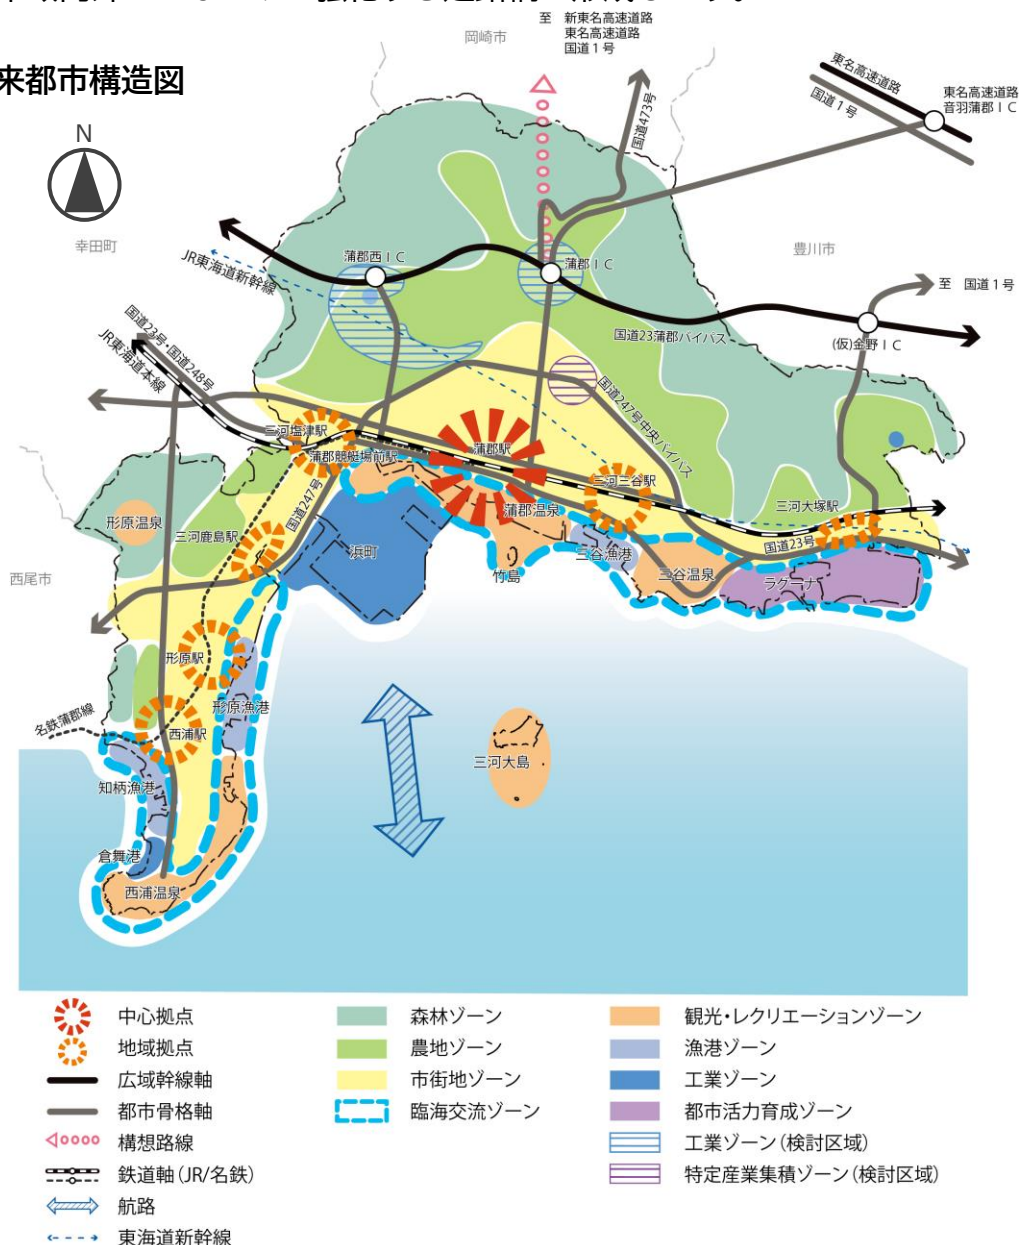 来都市構造図
N
岡崎市
至 新東名高速道路
東名高速道路
国道1号
国道473号
東名高速道路
国道1号
東名高速道路
音羽蒲郡IC
幸田町
豊川市
JR東海道新幹線
蒲郡西IC
蒲郡IC
至 国道1号
国道23蒲郡バイパス
(仮)金野IC
国道23号・国道248号
JR東海道本線
国道247号中央バイパス
三河塩津駅
蒲郡競艇場前駅
蒲郡駅
三河三谷駅
蒲郡温泉
三河大塚駅
国道23号
形原温泉
三河鹿島駅
国道247号
浜町
竹島
三谷漁港
三谷温泉
ラグーナ
西尾市
形原駅
形原漁港
名鉄蒲郡線
西浦駅
三河大島
知柄漁港
倉舞港
西浦温泉
中心拠点
地域拠点
広域幹線軸
都市骨格軸
構想路線
鉄道軸(JR/名鉄)
航路
東海道新幹線
森林ゾーン
農地ゾーン
市街地ゾーン
臨海交流ゾーン
観光・レクリエーションゾーン
漁港ゾーン
工業ゾーン
都市活力育成ゾーン
工業ゾーン(検討区域)
特定産業集積ゾーン(検討区域)